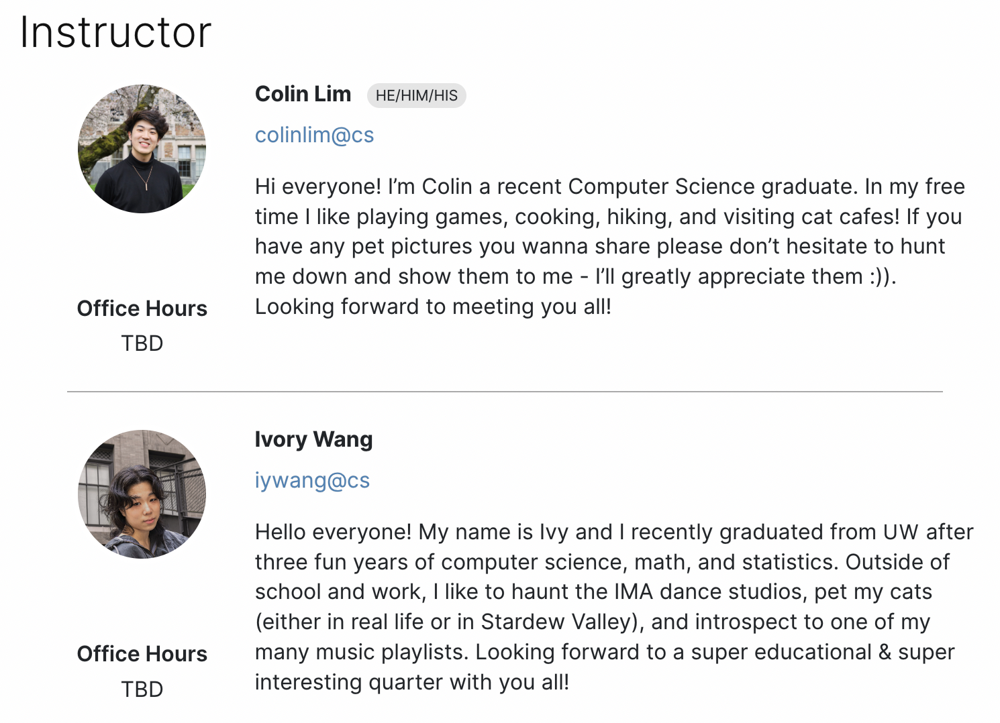 Instructor
Colin Lim HE/HIM/HIS
colinlim@cs
Hi everyone! I’m Colin a recent Computer Science graduate. In my free
time I like playing games, cooking, hiking, and visiting cat cafes! If you
have any pet pictures you wanna share please don’t hesitate to hunt
me down and show them to me - I’ll greatly appreciate them :)).
Looking forward to meeting you all!
Office Hours
TBD
Ivory Wang
iywang@cs
Hello everyone! My name is Ivy and I recently graduated from UW after
three fun years of computer science, math, and statistics. Outside of
school and work, I like to haunt the IMA dance studios, pet my cats
(either in real life or in Stardew Valley), and introspect to one of my
many music playlists. Looking forward to a super educational & super
interesting quarter with you all!
Office Hours
TBD